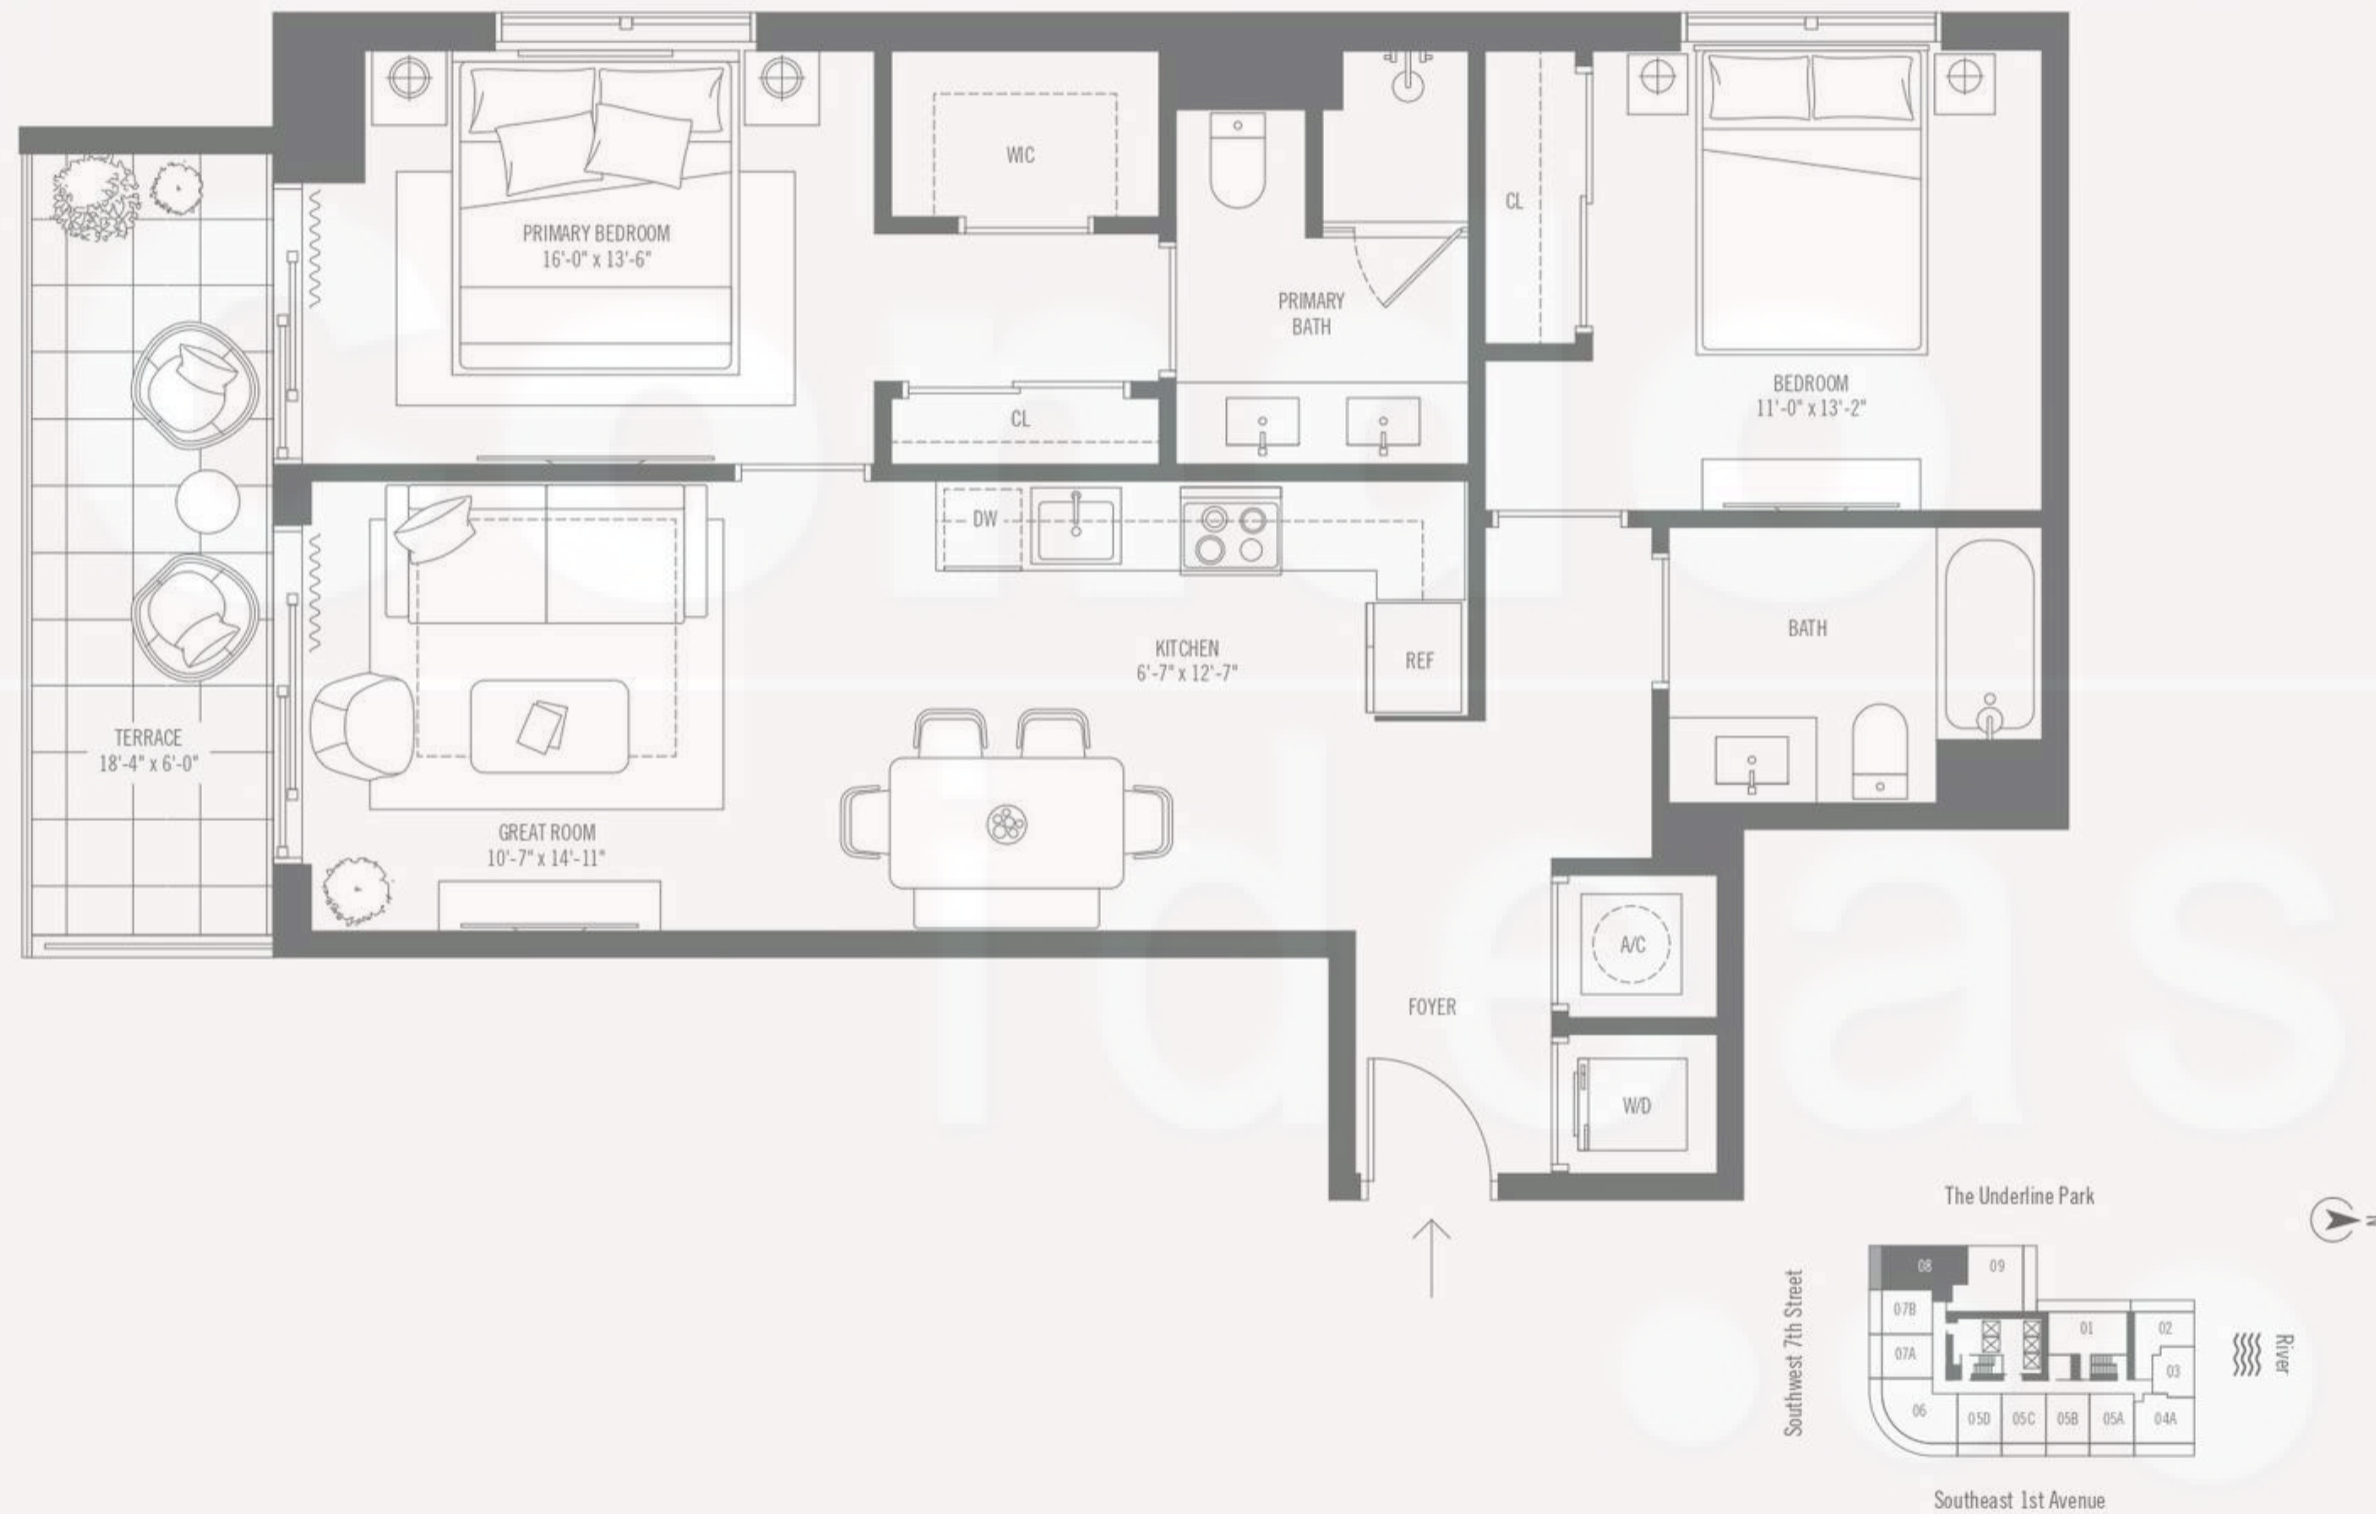 WIC
CL
PRIMARY BEDROOM
16'-0" x 13'-6"
PRIMARY
BATH
CL
BEDROOM
11'-0" x 13'-2"
DW
KITCHEN
6'-7" x 12'-7"
REF
BATH
TERRACE
18'-4" x 6'-0"
GREAT ROOM
10'-7" x 14'-11"
A/C
FOYER
W/D
Condo
ideas
The Underline Park
N
Southwest 7th Street
08
09
07B
07A
06
05D
05C
05B
05A
04A
01
02
03
River
Southeast 1st Avenue